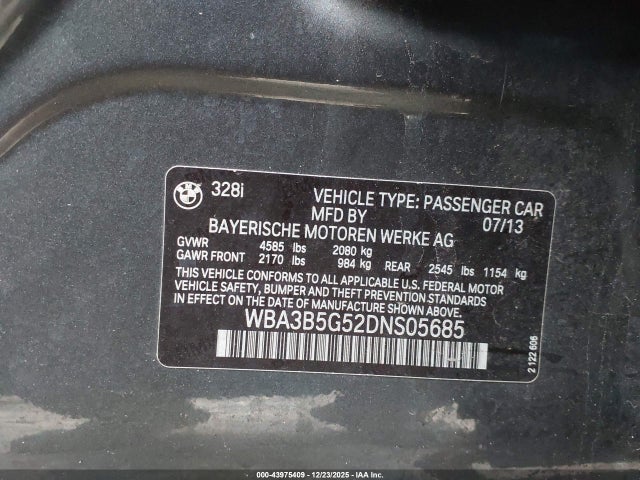 328i
VEHICLE TYPE: PASSENGER CAR
MFD BY 07/13
BAYERISCHE MOTOREN WERKE AG
GVWR 4585 lbs 2080 kg
GAWR FRONT 2170 lbs 984 kg REAR 2545 lbs 1154 kg
THIS VEHICLE CONFORMS TO ALL APPLICABLE U.S. FEDERAL MOTOR
VEHICLE SAFETY, BUMPER AND THEFT PREVENTION STANDARDS
IN EFFECT ON THE DATE OF MANUFACTURE SHOWN ABOVE.
WBA3B5G52DNS05685
2 122 606
000-43975409 - 12/23/2025 - IAA Inc.